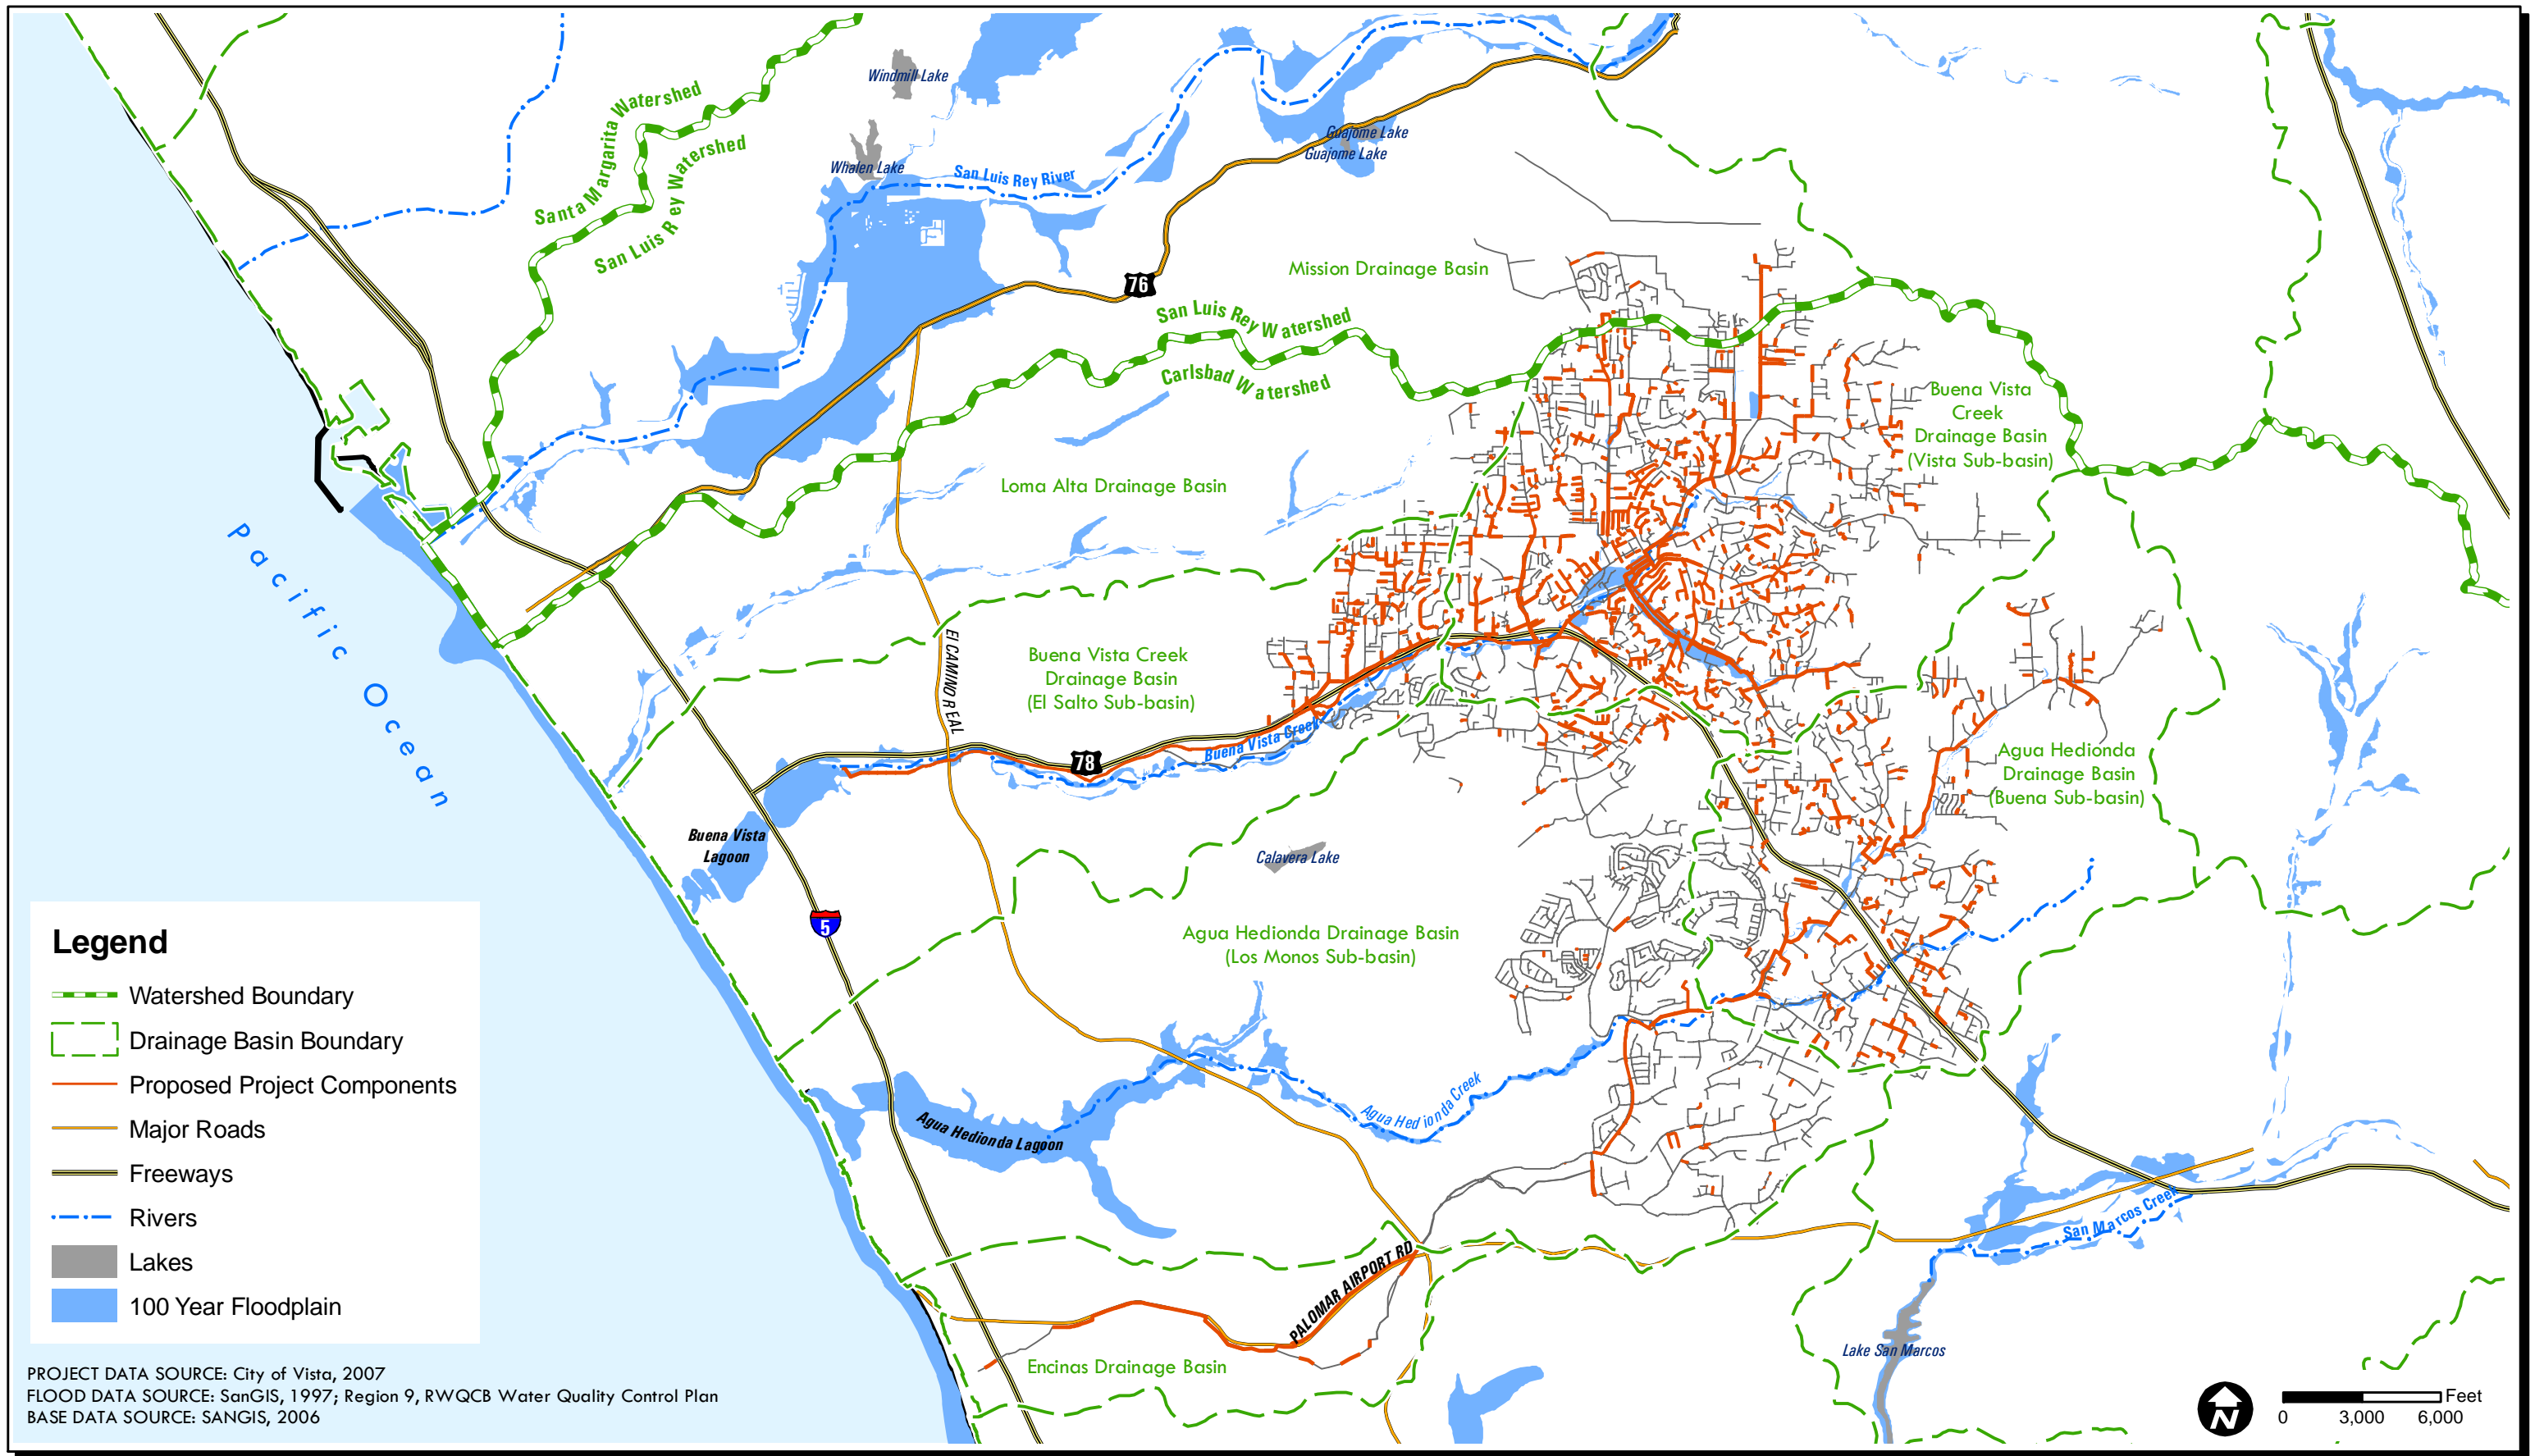 Windmill Lake
Santa Margarita Watershed
San Luis Rey Watershed
Whalen Lake
San Luis Rey River
Guajome Lake
Guajome Lake
76
Mission Drainage Basin
San Luis Rey Watershed
Carlsbad Watershed
Buena Vista
Creek
Drainage Basin
(Vista Sub-basin)
Loma Alta Drainage Basin
Pacific Ocean
El CAMINO REAL
Buena Vista Creek
Drainage Basin
(El Salto Sub-basin)
78
Buena Vista Creek
Agua Hedionda
Drainage Basin
(Buena Sub-basin)
Buena Vista
Lagoon
Calavera Lake
5
Agua Hedionda Drainage Basin
(Los Monos Sub-basin)
Agua Hedionda Creek
Agua Hedionda Lagoon
San Marcos Creek
PALOMAR AIRPORT RD
Lake San Marcos
Encinas Drainage Basin
Legend
Watershed Boundary
Drainage Basin Boundary
Proposed Project Components
Major Roads
Freeways
Rivers
Lakes
100 Year Floodplain
PROJECT DATA SOURCE: City of Vista, 2007
FLOOD DATA SOURCE: SanGIS, 1997; Region 9, RWQCB Water Quality Control Plan
BASE DATA SOURCE: SANGIS, 2006
N
Feet
0 3,000 6,000